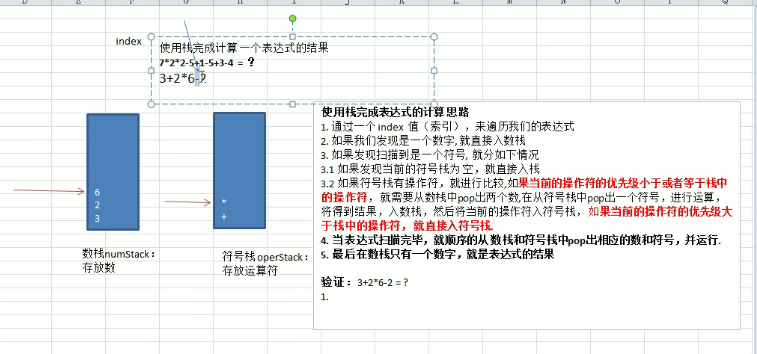 D
E
F
G
H
I
J
K
L
M
N
O
P
Q
index
使用栈完成计算一个表达式的结果
7*2*2-5+1-5+3-4 = ?
3+2*6-2
使用栈完成表达式的计算 思路
1. 通过一个 index 值(索引),来遍历我们的表达式
2. 如果我们发现是一个数字, 就直接入数栈
3. 如果发现扫描到是一个符号, 就分如下情况
3.1 如果发现当前的符号栈为 空,就直接入栈
3.2 如果符号栈有操作符,就进行比较,如果当前的操作符的优先级小于或者等于栈中
的操作符, 就需要从数栈中pop出两个数,在从符号栈中pop出一个符号,进行运算,
将得到结果,入数栈,然后将当前的操作符入符号栈, 如果当前的操作符的优先级大
于栈中的操作符, 就直接入符号栈.
4. 当表达式扫描完毕,就顺序的从 数栈和符号栈中pop出相应的数和符号,并运行.
5. 最后在数栈只有一个数字,就是表达式的结果
验证:3+2*6-2 = ?
1.
6
2
3
*
+
数栈numStack:
存放数
符号栈 operStack:
存放运算符